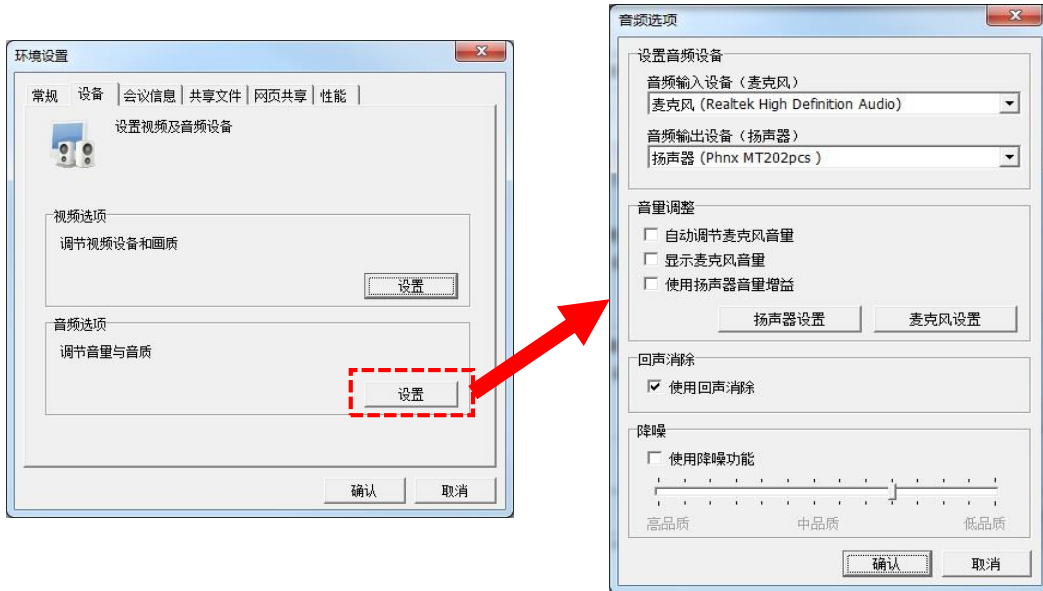 环境设置
常规 设备 会议信息 共享文件 网页共享 性能
设置视频及音频设备
视频选项
调节视频设备和画质
设置
音频选项
调节音量与音质
设置
确认 取消
音频选项
设置音频设备
音频输入设备（麦克风）
麦克风 (Realtek High Definition Audio)
音频输出设备（扬声器）
扬声器 (Phnx MT202pcs )
音量调整
自动调节麦克风音量
显示麦克风音量
使用扬声器音量增益
扬声器设置 麦克风设置
回声消除
使用回声消除
降噪
使用降噪功能
高品质 中品质 低品质
确认 取消